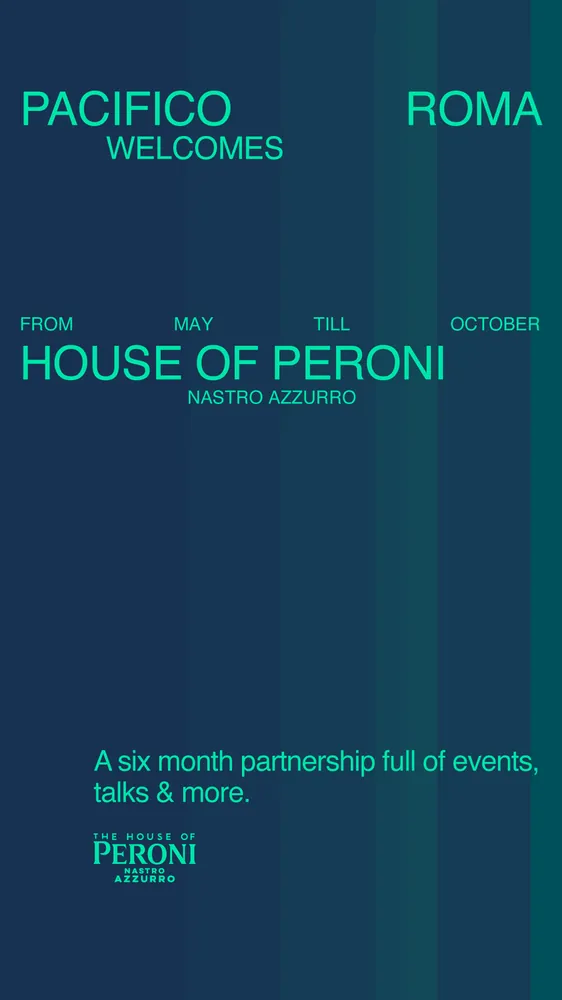 PACIFICO ROMA
WELCOMES
FROM MAY TILL OCTOBER
HOUSE OF PERONI
NASTRO AZZURRO
A six month partnership full of events,
talks & more.
THE HOUSE OF
PERONI
NASTRO
AZZURRO